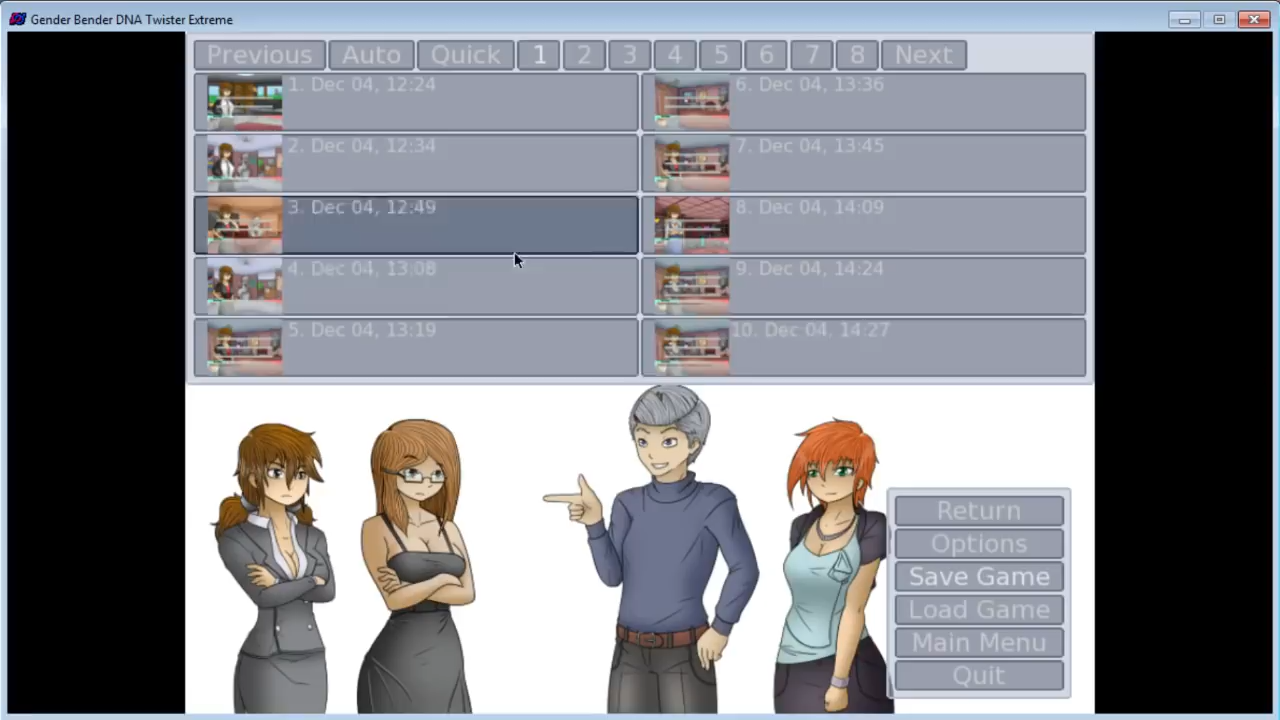 Gender Bender DNA Twister Extreme
Previous Auto Quick 1 2 3 4 5 6 7 8 Next
1. Dec 04, 12:24
2. Dec 04, 12:34
3. Dec 04, 12:49
4. Dec 04, 13:08
5. Dec 04, 13:19
6. Dec 04, 13:36
7. Dec 04, 13:45
8. Dec 04, 14:09
9. Dec 04, 14:24
10. Dec 04, 14:27
Return
Options
Save Game
Load Game
Main Menu
Quit